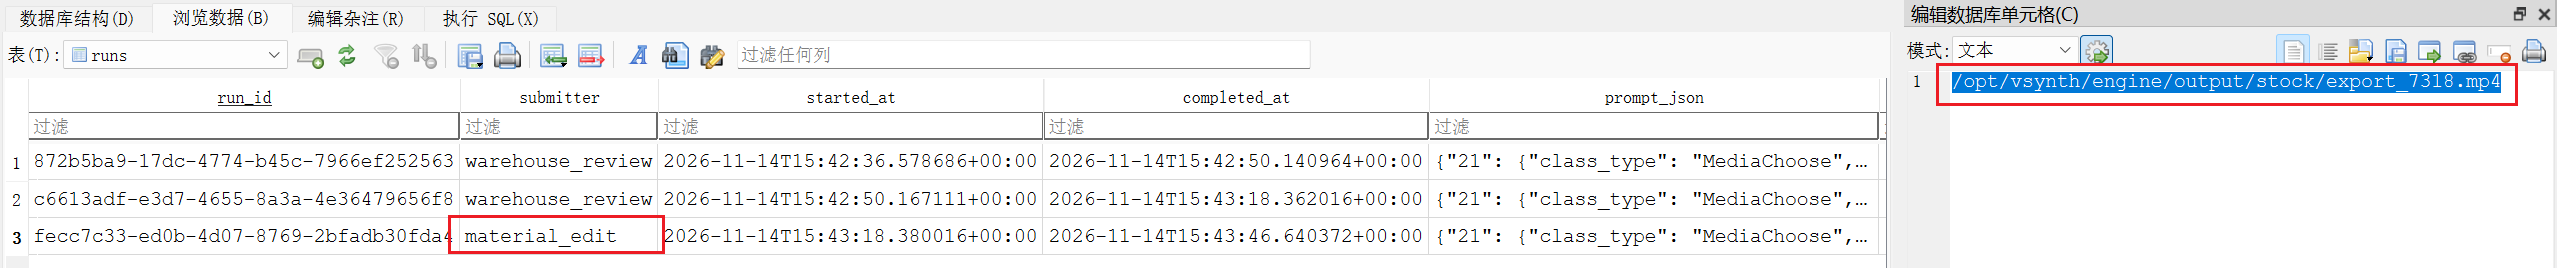 数据库结构(D) 浏览数据(B) 编辑杂注(R) 执行 SQL(X)
表(T): runs 过滤任何列
run_id submitter started_at completed_at prompt_json
过滤 过滤 过滤 过滤 过滤
1 872b5ba9-17dc-4774-b45c-7966ef252563 warehouse_review 2026-11-14T15:42:36.578686+00:00 2026-11-14T15:42:50.140964+00:00 {"21": {"class_type": "MediaChoose",…
2 c6613adf-e3d7-4655-8a3a-4e36479656f8 warehouse_review 2026-11-14T15:42:50.167111+00:00 2026-11-14T15:43:18.362016+00:00 {"21": {"class_type": "MediaChoose",…
3 fecc7c33-ed0b-4d07-8769-2bfadb30fda4 material_edit 2026-11-14T15:43:18.380016+00:00 2026-11-14T15:43:46.640372+00:00 {"21": {"class_type": "MediaChoose",…
编辑数据库单元格(C)
模式: 文本
1 /opt/vsynth/engine/output/stock/export_7318.mp4